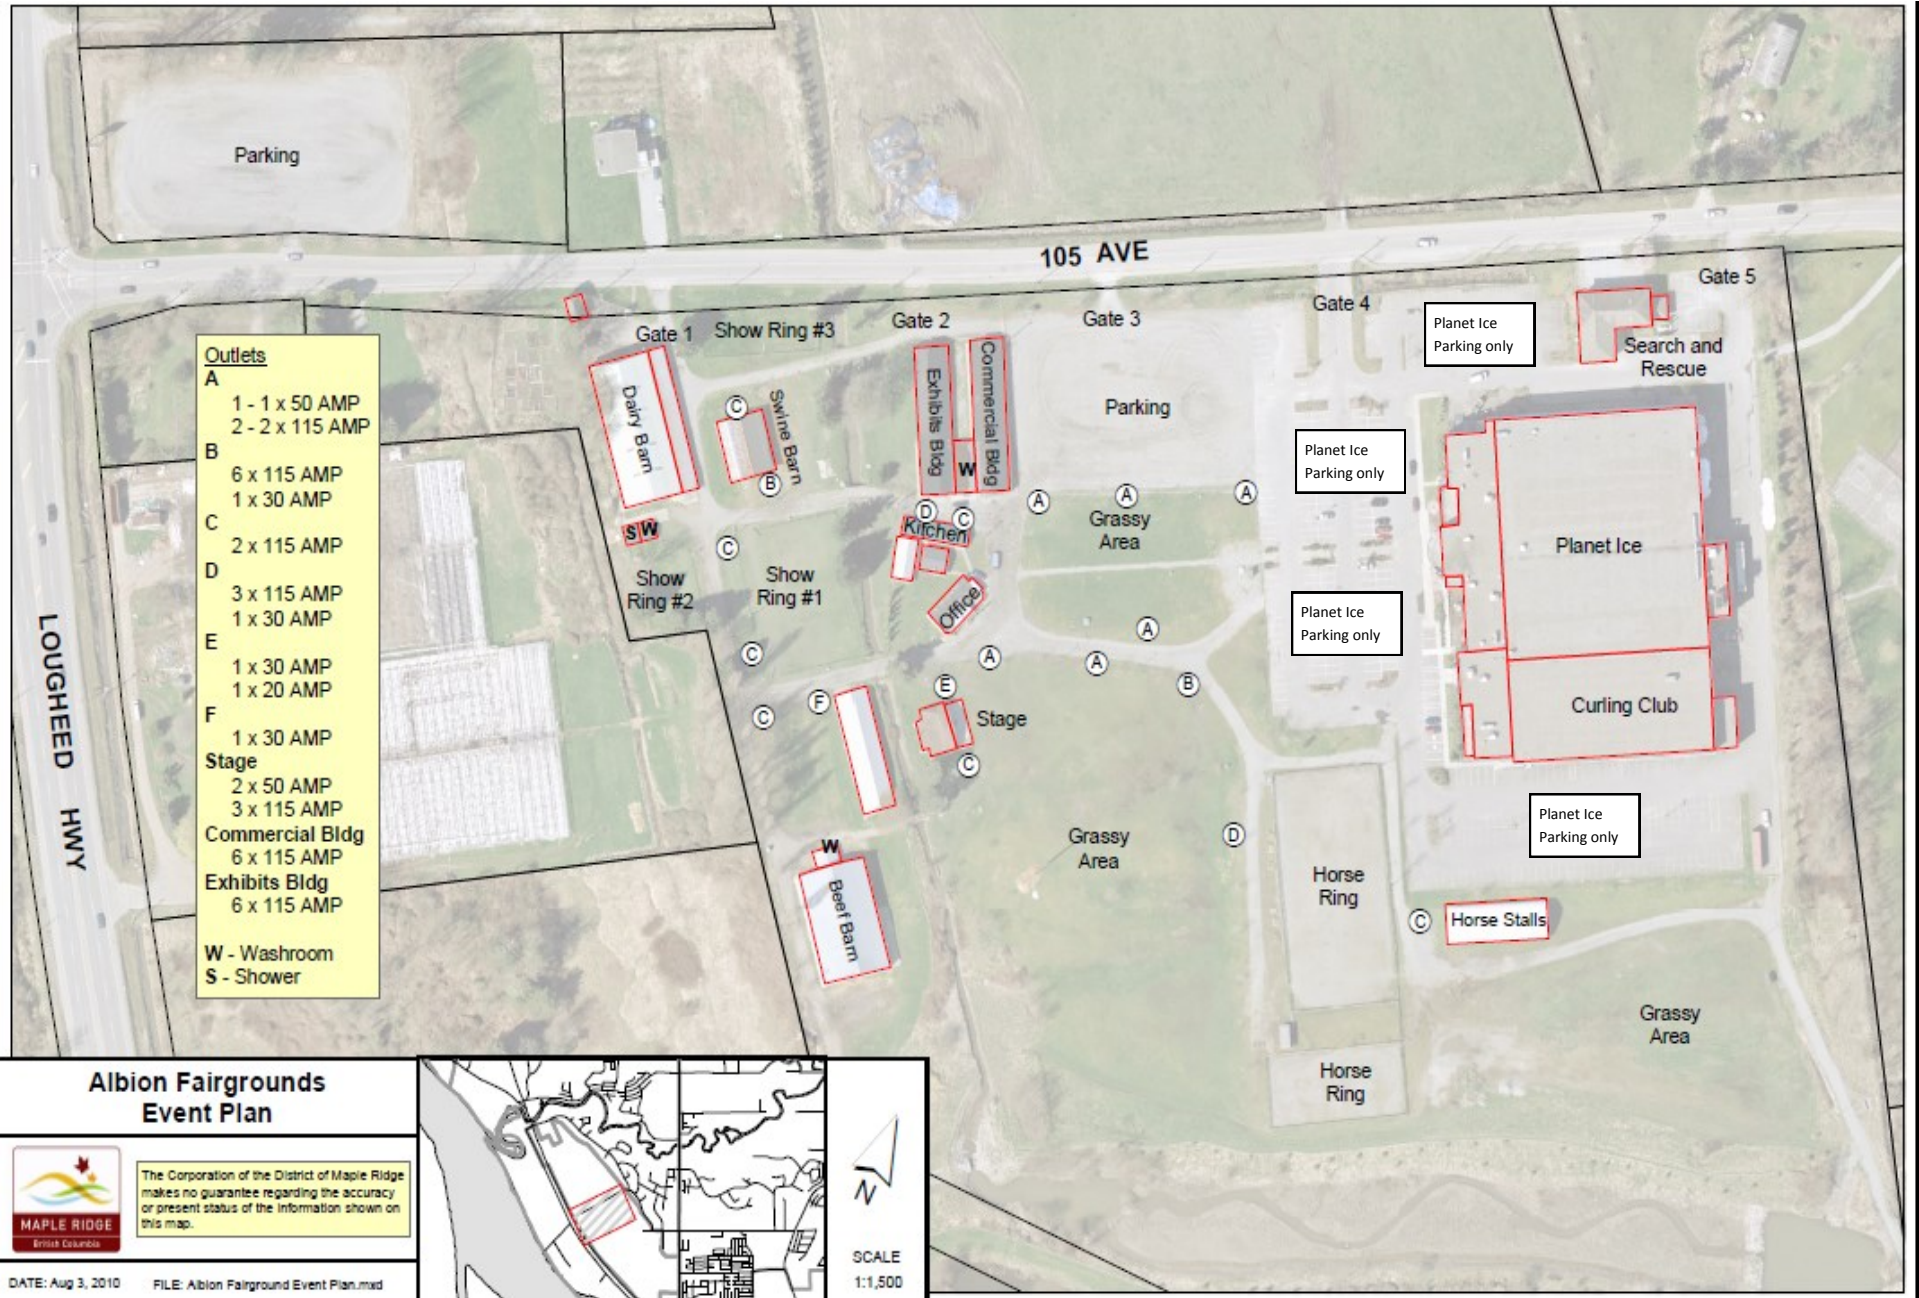 Parking
105 AVE
Gate 5
Gate 4
Gate 3
Gate 2
Show Ring #3
Gate 1
Planet Ice
Parking only
Search and
Rescue
Outlets
A
1 - 1 x 50 AMP
2 - 2 x 115 AMP
B
6 x 115 AMP
1 x 30 AMP
C
2 x 115 AMP
D
3 x 115 AMP
1 x 30 AMP
E
1 x 30 AMP
1 x 20 AMP
F
1 x 30 AMP
Stage
2 x 50 AMP
3 x 115 AMP
Commercial Bldg
6 x 115 AMP
Exhibits Bldg
6 x 115 AMP
W - Washroom
S - Shower
LOUGHEED HWY
Dairy Barn
C
Swine Barn
B
Exhibits Bldg
Commercial Bldg
W
Parking
Planet Ice
Parking only
A
A
A
Grassy
Area
Planet Ice
S W
D
C
Kitchen
C
Show
Ring #2
Show
Ring #1
Office
Planet Ice
Parking only
C
A
A
A
B
F
E
C
Stage
C
Curling Club
Planet Ice
Parking only
W
Beef Barn
Grassy
Area
D
Horse
Ring
C
Horse Stalls
Grassy
Area
Horse
Ring
Albion Fairgrounds
Event Plan
MAPLE RIDGE
British Columbia
The Corporation of the District of Maple Ridge
makes no guarantee regarding the accuracy
or present status of the information shown on
this map.
DATE: Aug 3, 2010
FILE: Albion Fairground Event Plan.mxd
N
SCALE
1:1,500